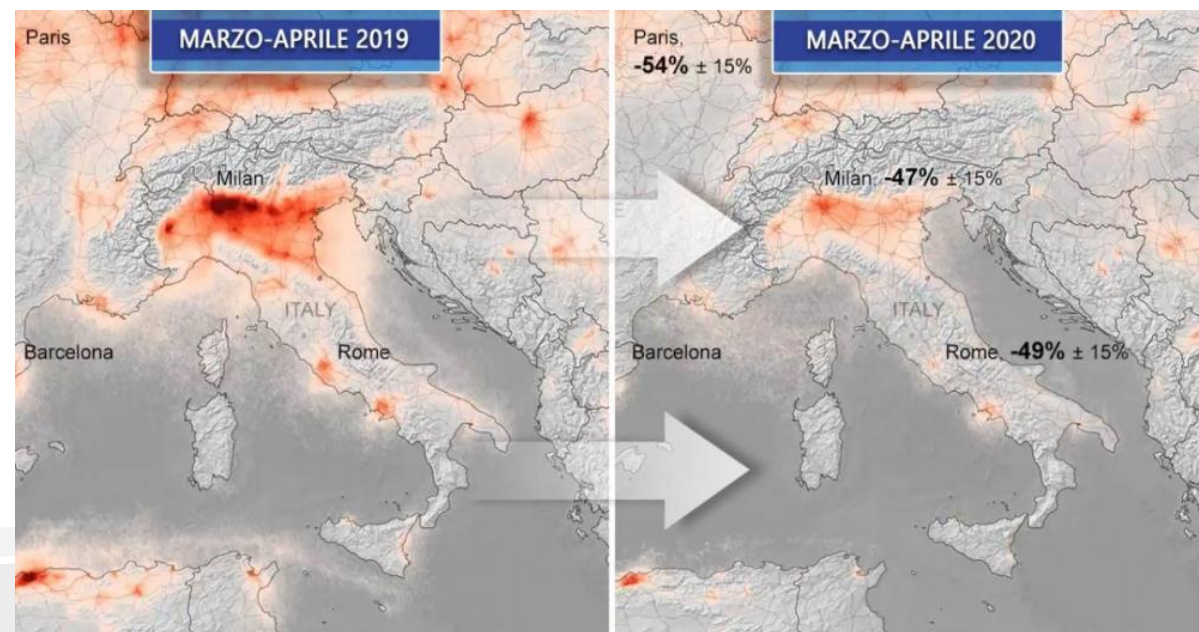 MARZO-APRILE 2019
Paris
Milan
ITALY
Barcelona
Rome
MARZO-APRILE 2020
Paris,
-54% ± 15%
Milan, -47% ± 15%
ITALY
Barcelona
Rome, -49% ± 15%